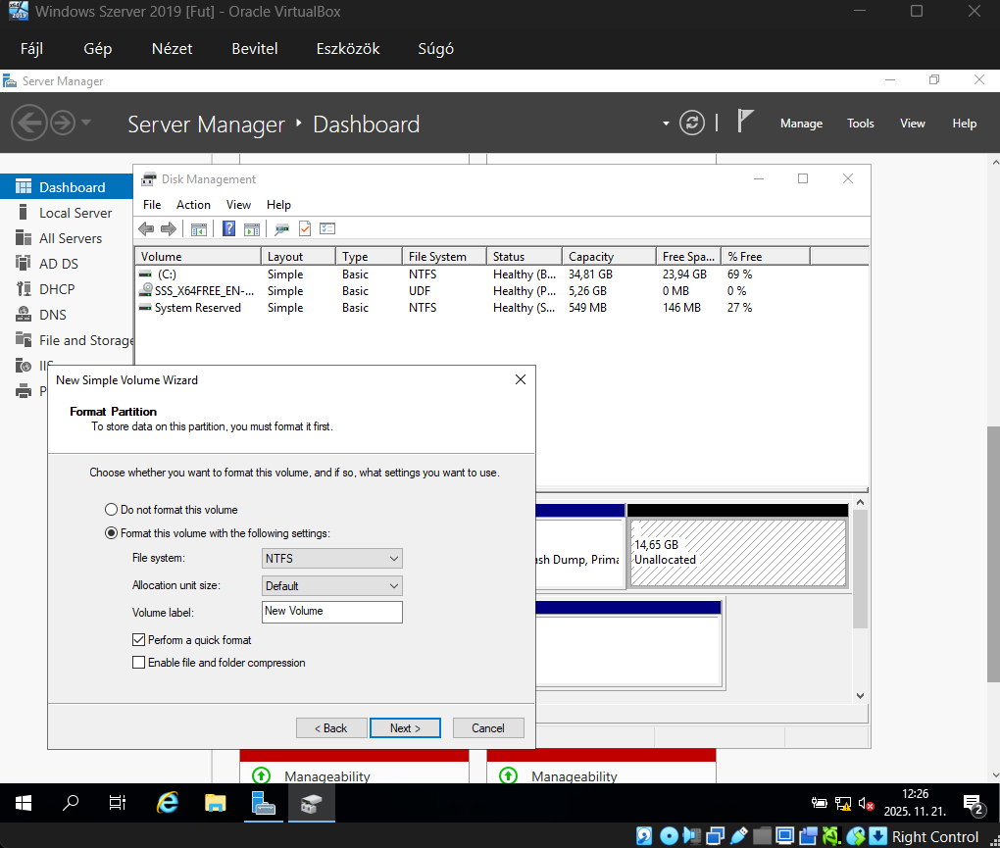 Windows Szerver 2019 [Fut] - Oracle VirtualBox
Fájl Gép Nézet Bevitel Eszközök Súgó
Server Manager
Server Manager Dashboard
Manage Tools View Help
Dashboard
Local Server
All Servers
AD DS
DHCP
DNS
File and Storage
Disk Management
File Action View Help
Volume Layout Type File System Status Capacity Free Spa... % Free
(C:) Simple Basic NTFS Healthy (B... 34,81 GB 23,94 GB 69 %
SSS_X64FREE_EN-... Simple Basic UDF Healthy (P... 5,26 GB 0 MB 0 %
System Reserved Simple Basic NTFS Healthy (S... 549 MB 146 MB 27 %
New Simple Volume Wizard
Format Partition
To store data on this partition, you must format it first.
Choose whether you want to format this volume, and if so, what settings you want to use.
Do not format this volume
Format this volume with the following settings:
File system: NTFS
Allocation unit size: Default
Volume label: New Volume
Perform a quick format
Enable file and folder compression
< Back Next > Cancel
ash Dump, Prima
14,65 GB
Unallocated
Manageability Manageability
12:26
2025. 11. 21.
2
Right Control